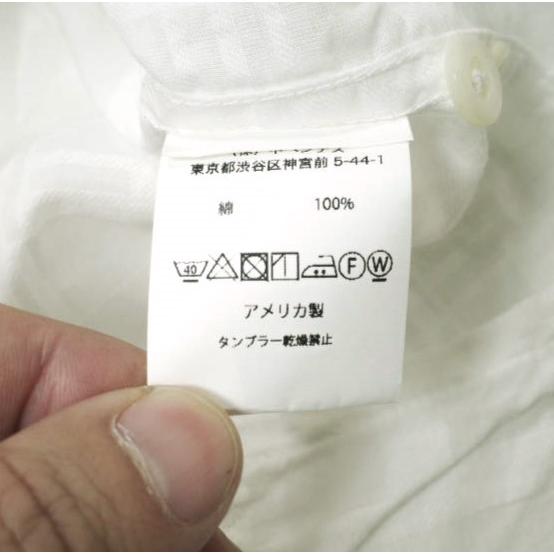 東京都渋谷区神宮前 5-44-1
綿 100%
40 F W
アメリカ製
タンブラー乾燥禁止